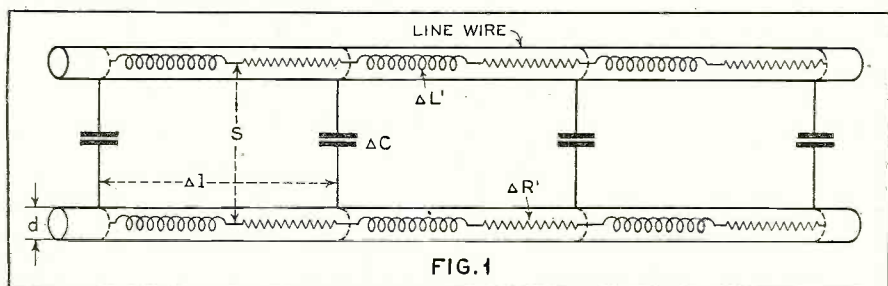 LINE WIRE
ΔL'
S
ΔC
Δl
ΔR'
d
FIG. 1